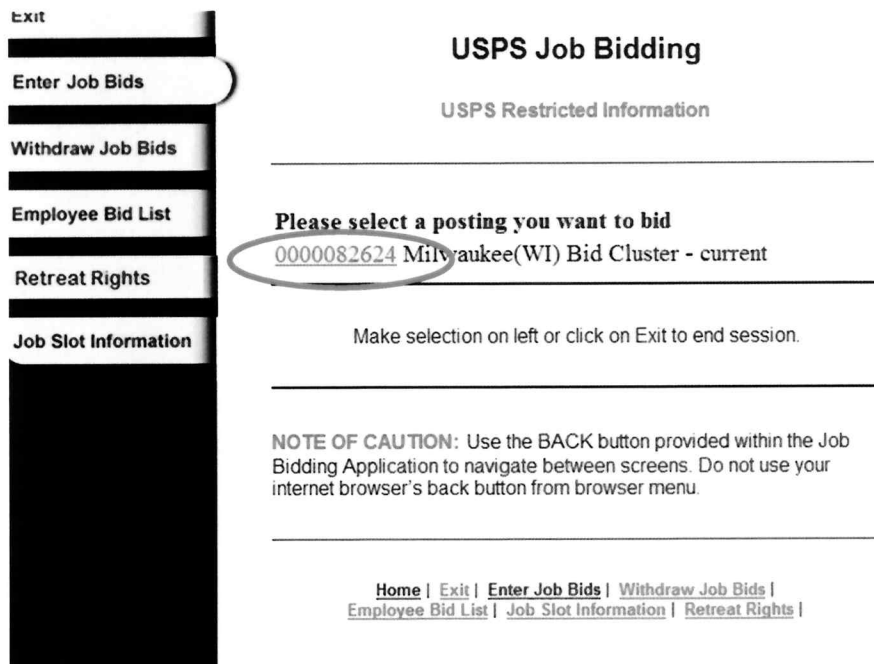 Exit
Enter Job Bids
Withdraw Job Bids
Employee Bid List
Retreat Rights
Job Slot Information
USPS Job Bidding
USPS Restricted Information
Please select a posting you want to bid
0000082624 Milwaukee(WI) Bid Cluster - current
Make selection on left or click on Exit to end session.
NOTE OF CAUTION: Use the BACK button provided within the Job
Bidding Application to navigate between screens. Do not use your
internet browser's back button from browser menu.
Home | Exit | Enter Job Bids | Withdraw Job Bids |
Employee Bid List | Job Slot Information | Retreat Rights |